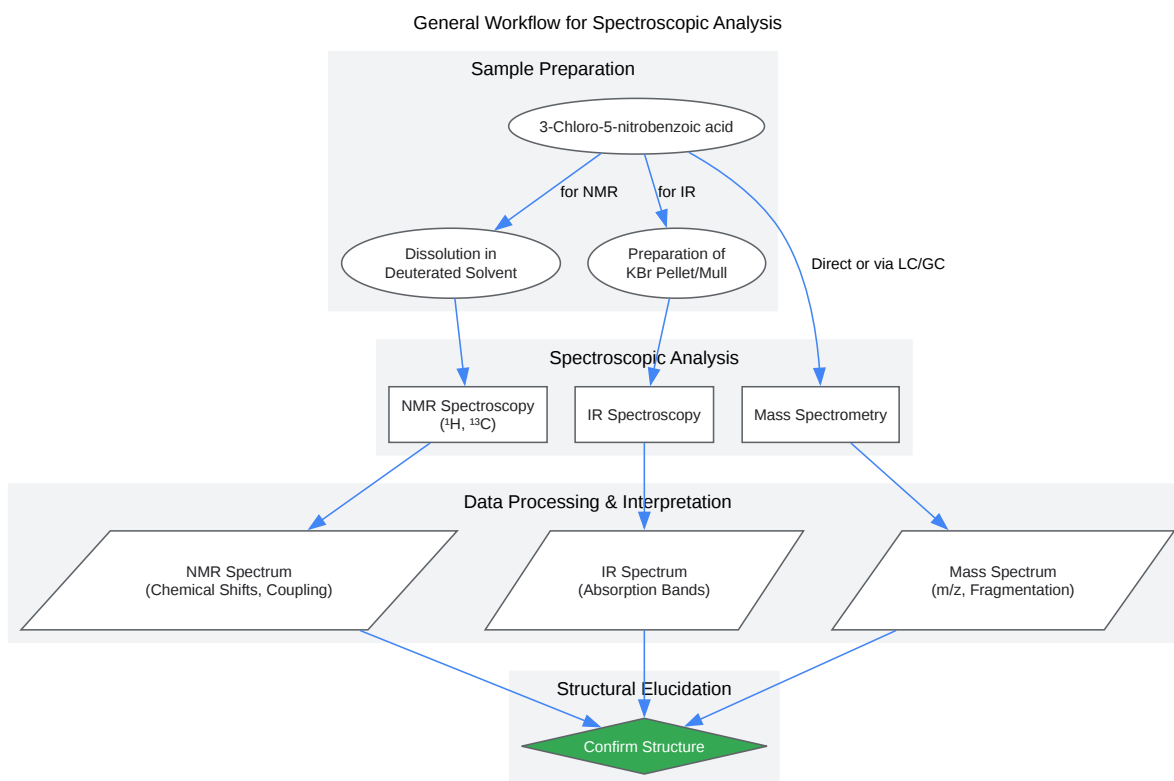 General Workflow for Spectroscopic Analysis
Sample Preparation
3-Chloro-5-nitrobenzoic acid
for NMR
for IR
Dissolution in
Deuterated Solvent
Preparation of
KBr Pellet/Mull
Direct or via LC/GC
Spectroscopic Analysis
NMR Spectroscopy
(¹H, ¹³C)
IR Spectroscopy
Mass Spectrometry
Data Processing & Interpretation
NMR Spectrum
(Chemical Shifts, Coupling)
IR Spectrum
(Absorption Bands)
Mass Spectrum
(m/z, Fragmentation)
Structural Elucidation
Confirm Structure